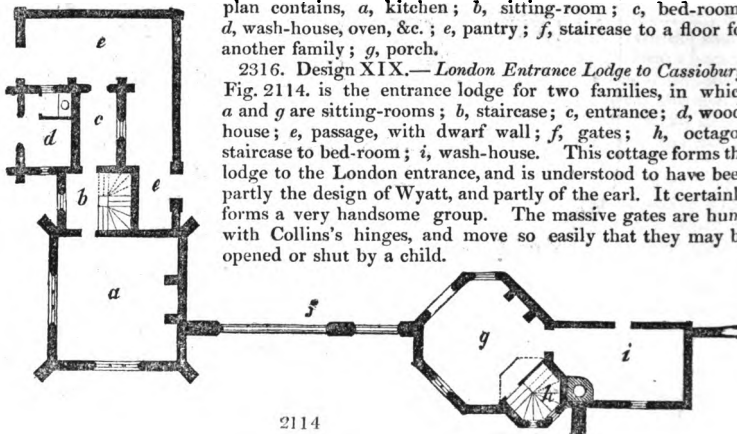 plan contains, a, kitchen; b, sitting-room; c, bed-room
d, wash-house, oven, &c.; e, pantry; f, staircase to a floor fo
another family; g, porch.
2316. Design XIX.— London Entrance Lodge to Cassiobur
Fig. 2114. is the entrance lodge for two families, in whic
a and g are sitting-rooms; b, staircase; c, entrance; d, wood
house; e, passage, with dwarf wall; f, gates; h, octago
staircase to bed-room; i, wash-house. This cottage forms th
lodge to the London entrance, and is understood to have bee
partly the design of Wyatt, and partly of the earl. It certainl
forms a very handsome group. The massive gates are hun
with Collins's hinges, and move so easily that they may b
opened or shut by a child.
e
c
d
b
e
a
f
g
i
h
2114